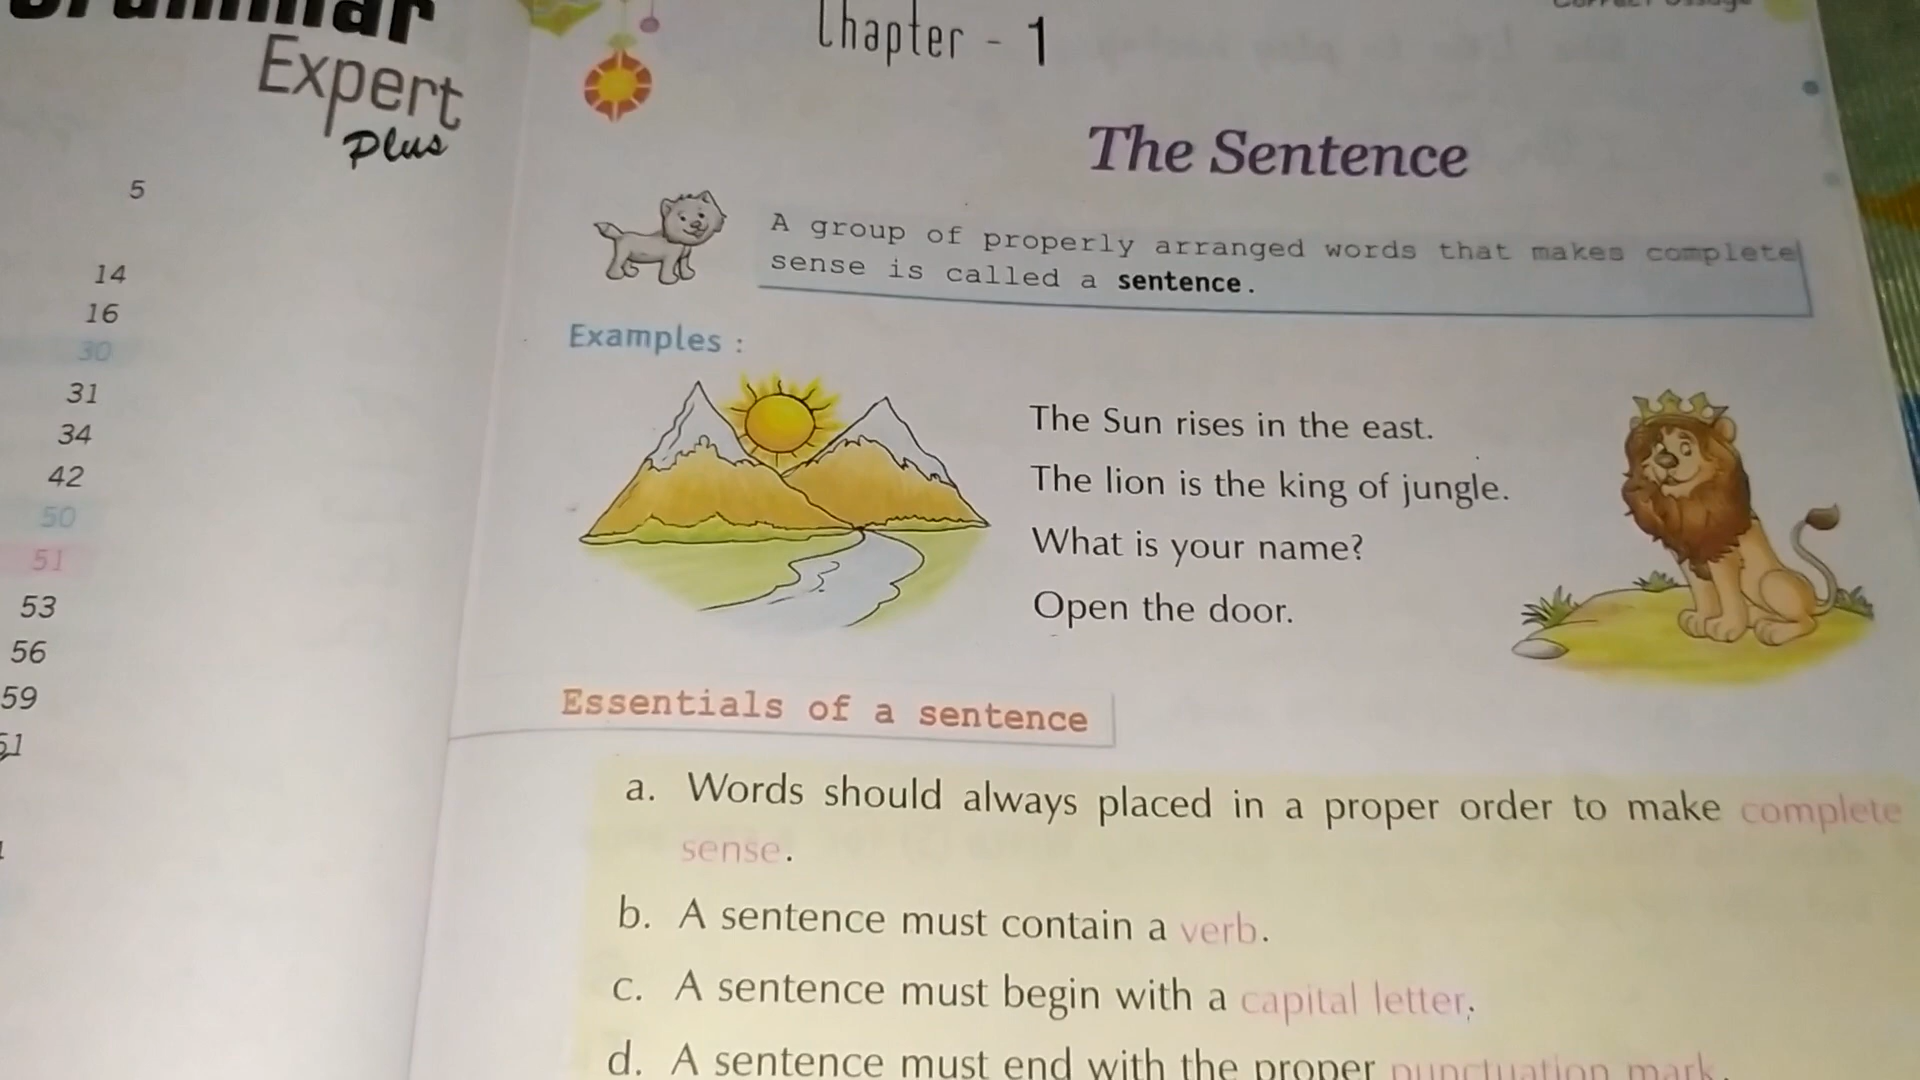 Grammar
Expert
Plus
5
14
16
30
31
34
42
50
51
53
56
59
Chapter - 1
The Sentence
A group of properly arranged words that makes complete
sense is called a sentence.
Examples :
The Sun rises in the east.
The lion is the king of jungle.
What is your name?
Open the door.
Essentials of a sentence
a. Words should always placed in a proper order to make complete
sense.
b. A sentence must contain a verb.
c. A sentence must begin with a capital letter.
d. A sentence must end with the proper punctuation mark.